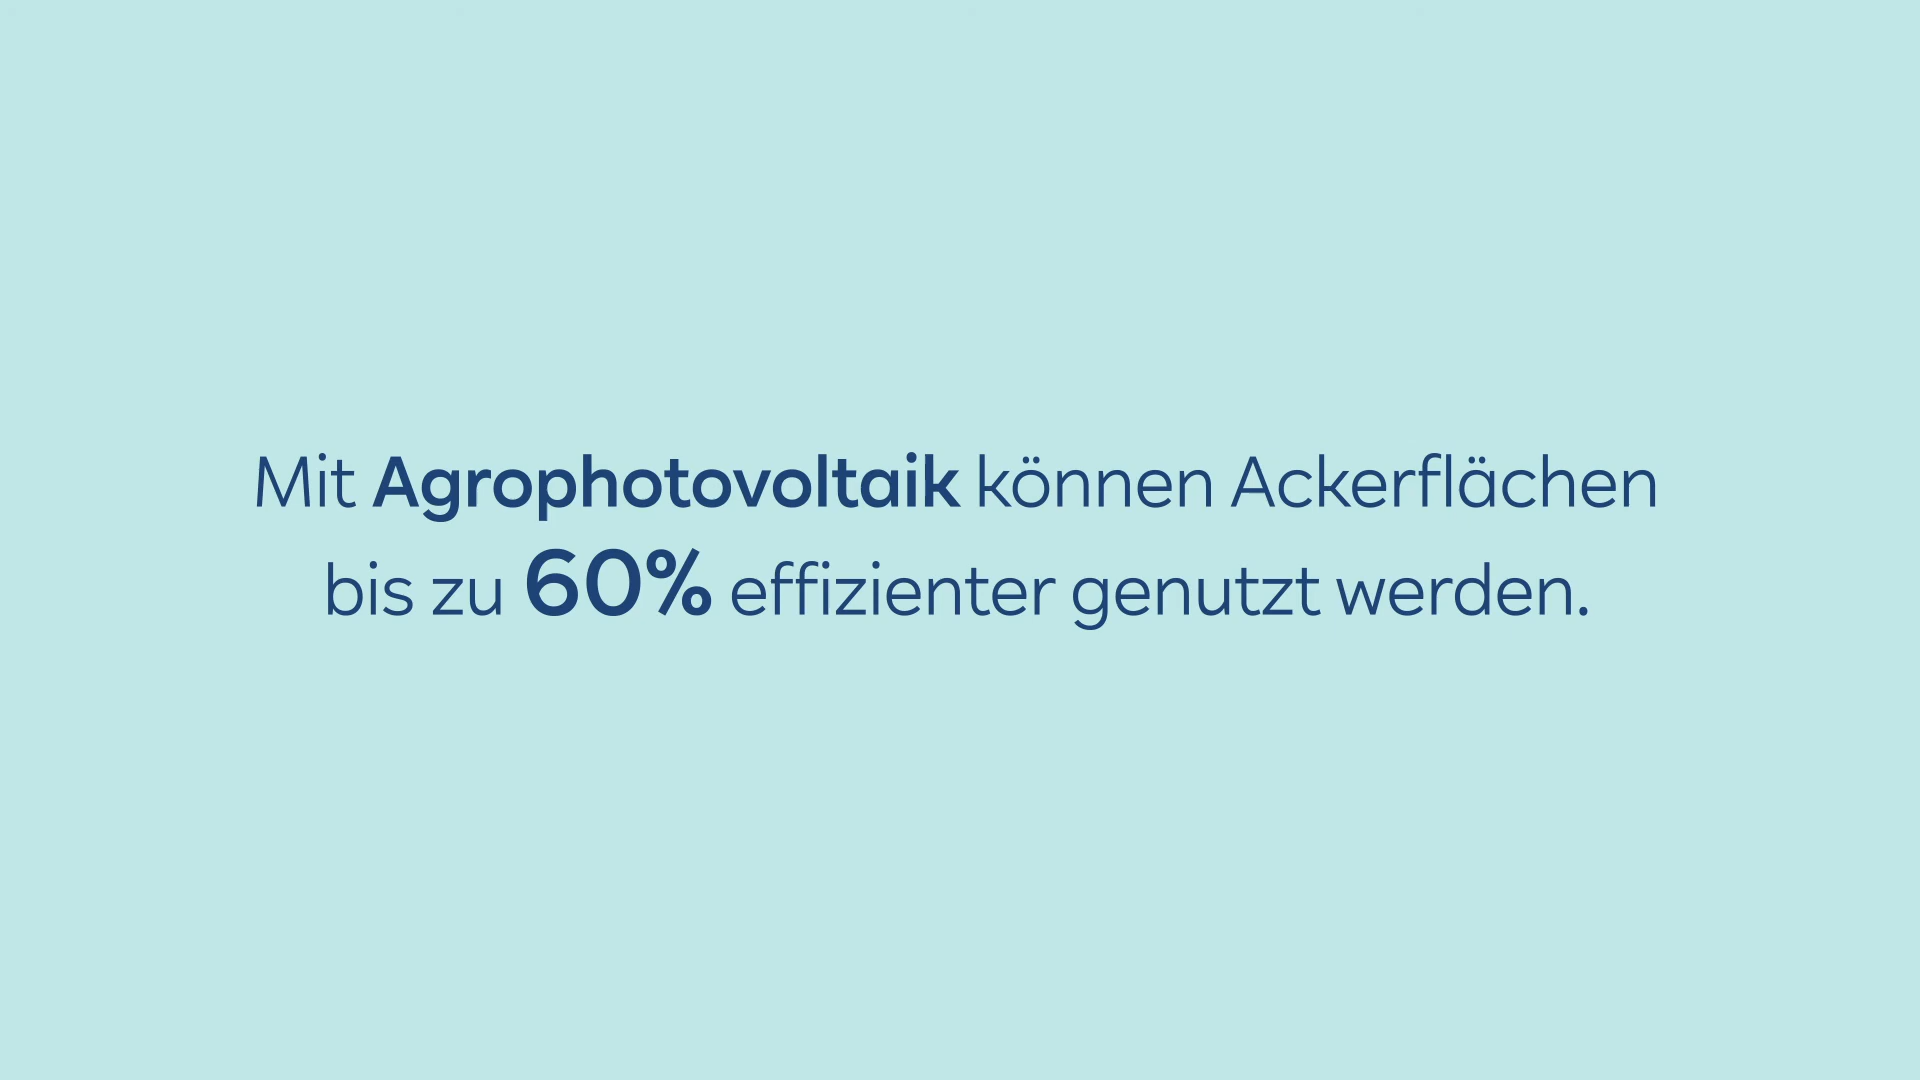 Mit Agrophotovoltaik können Ackerflächen
bis zu 60% effizienter genutzt werden.